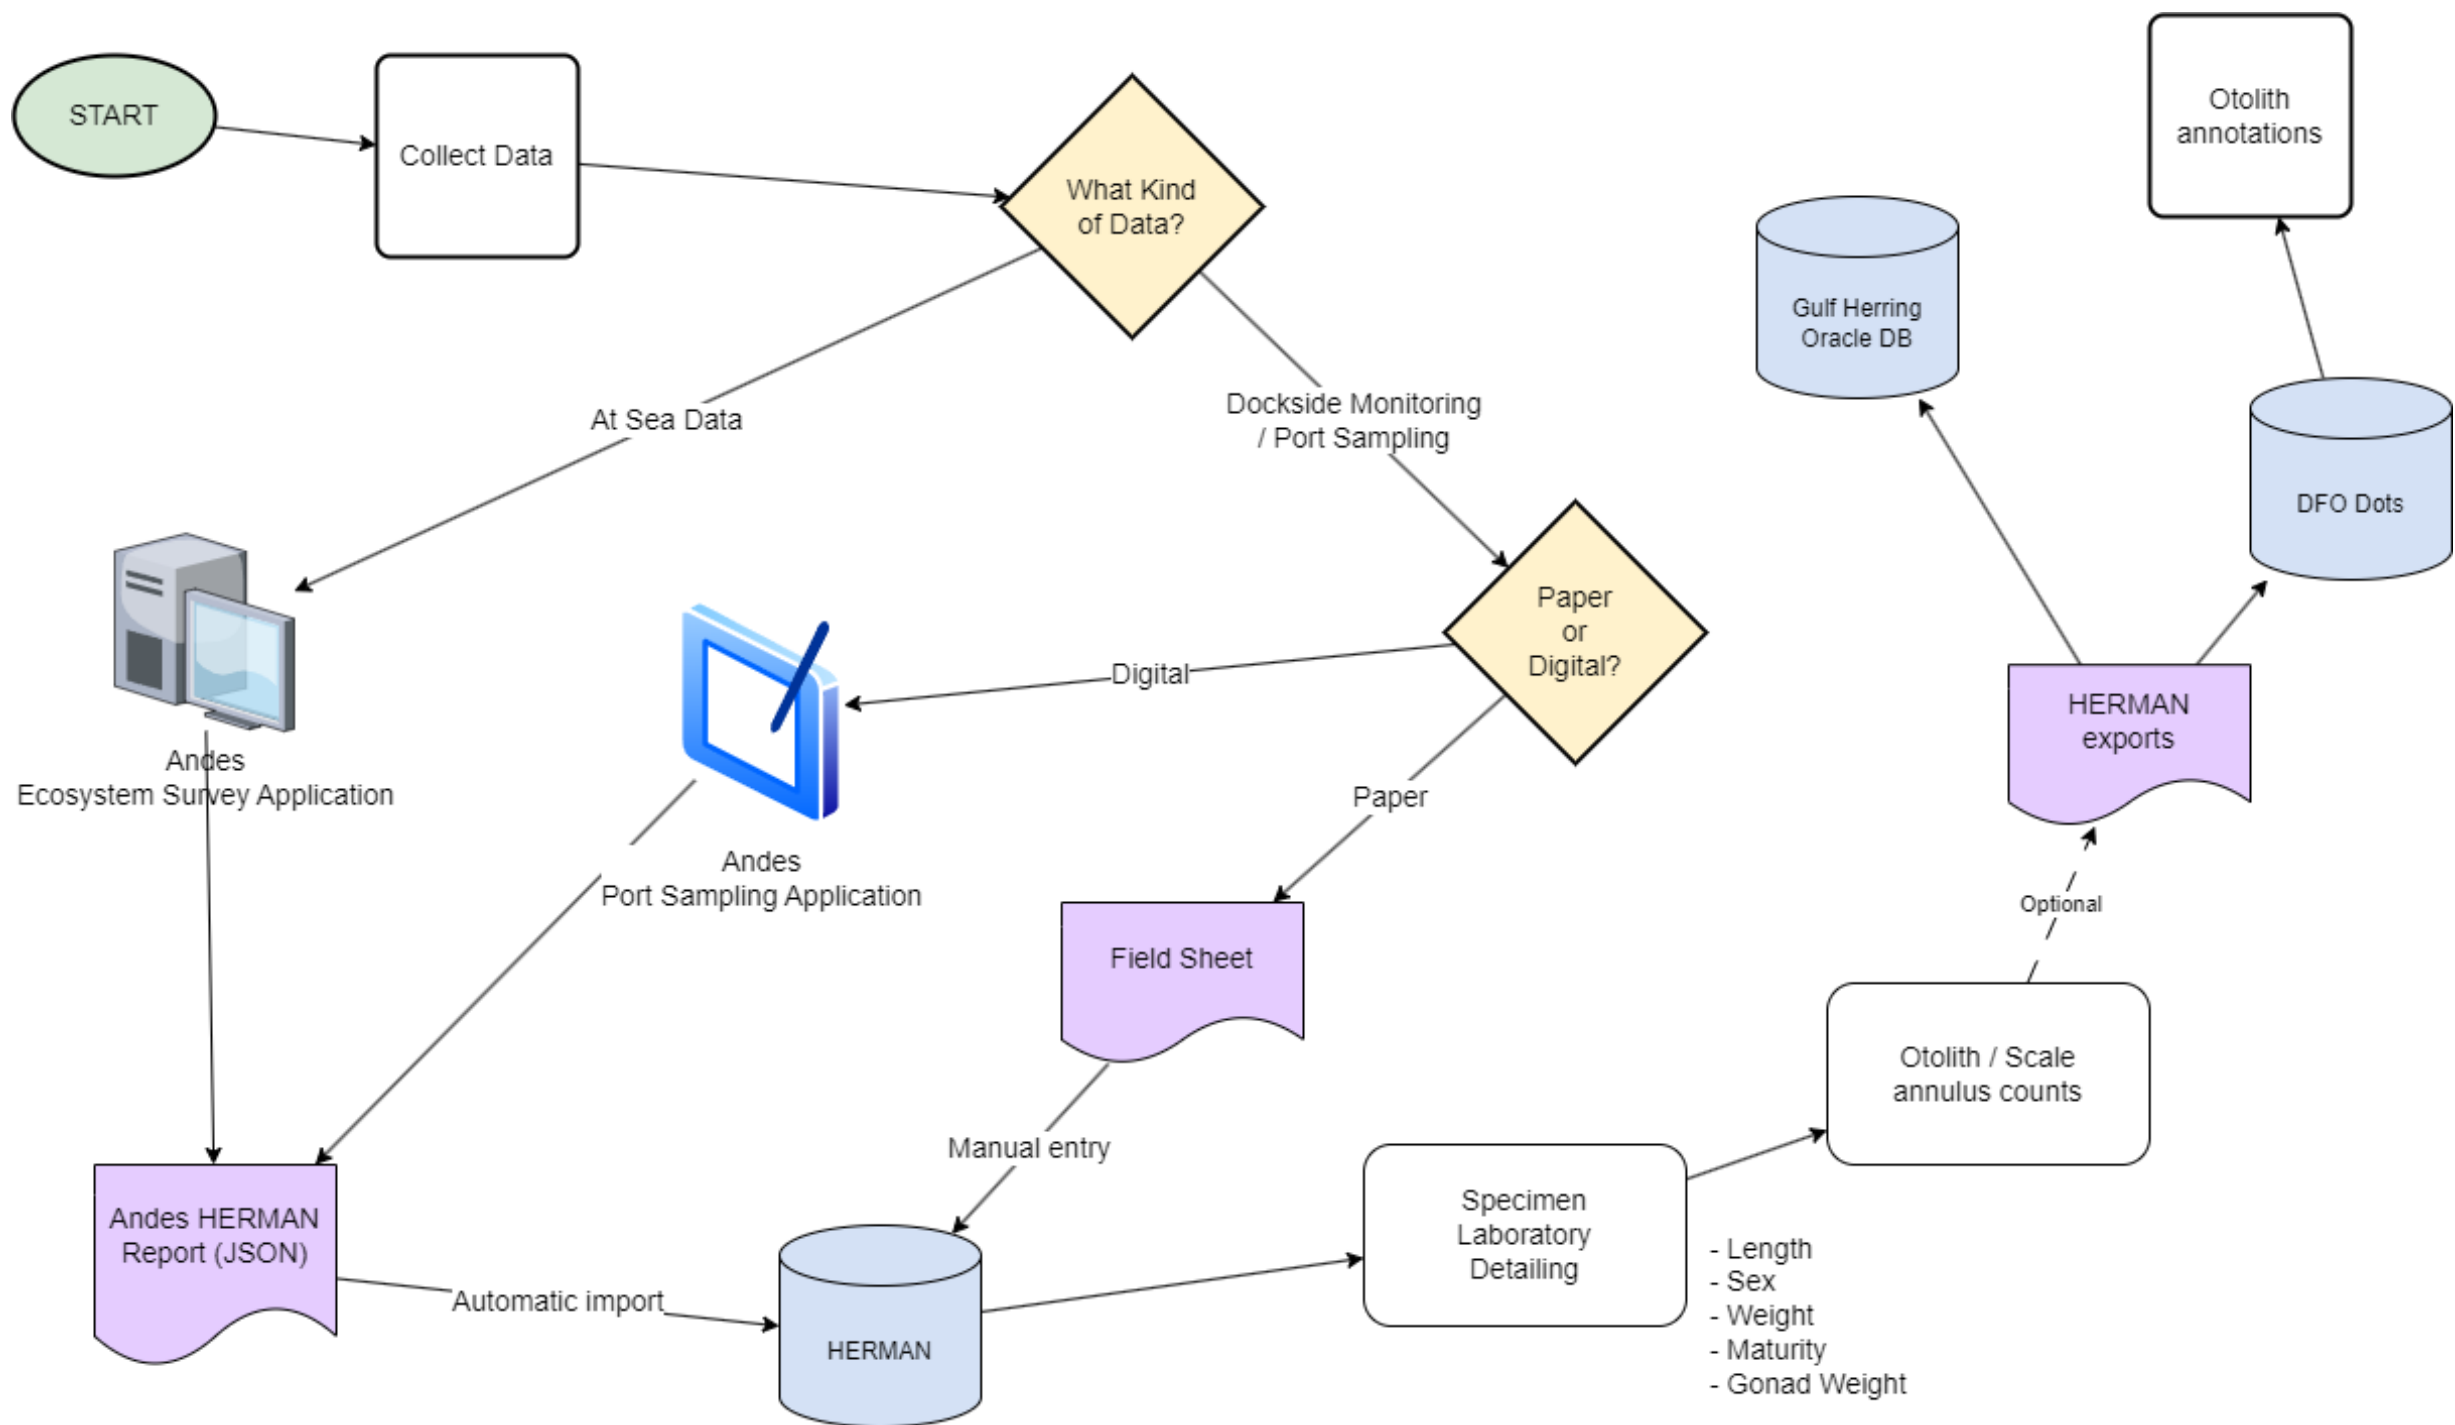 START
Collect Data
What Kind
of Data?
Otolith
annotations
Gulf Herring
Oracle DB
At Sea Data
Dockside Monitoring
/ Port Sampling
DFO Dots
Paper
or
Digital?
Digital
HERMAN
exports
Andes
Ecosystem Survey Application
Paper
Andes
Port Sampling Application
Optional
Field Sheet
Otolith / Scale
annulus counts
Manual entry
Andes HERMAN
Report (JSON)
Automatic import
HERMAN
Specimen
Laboratory
Detailing
- Length
- Sex
- Weight
- Maturity
- Gonad Weight